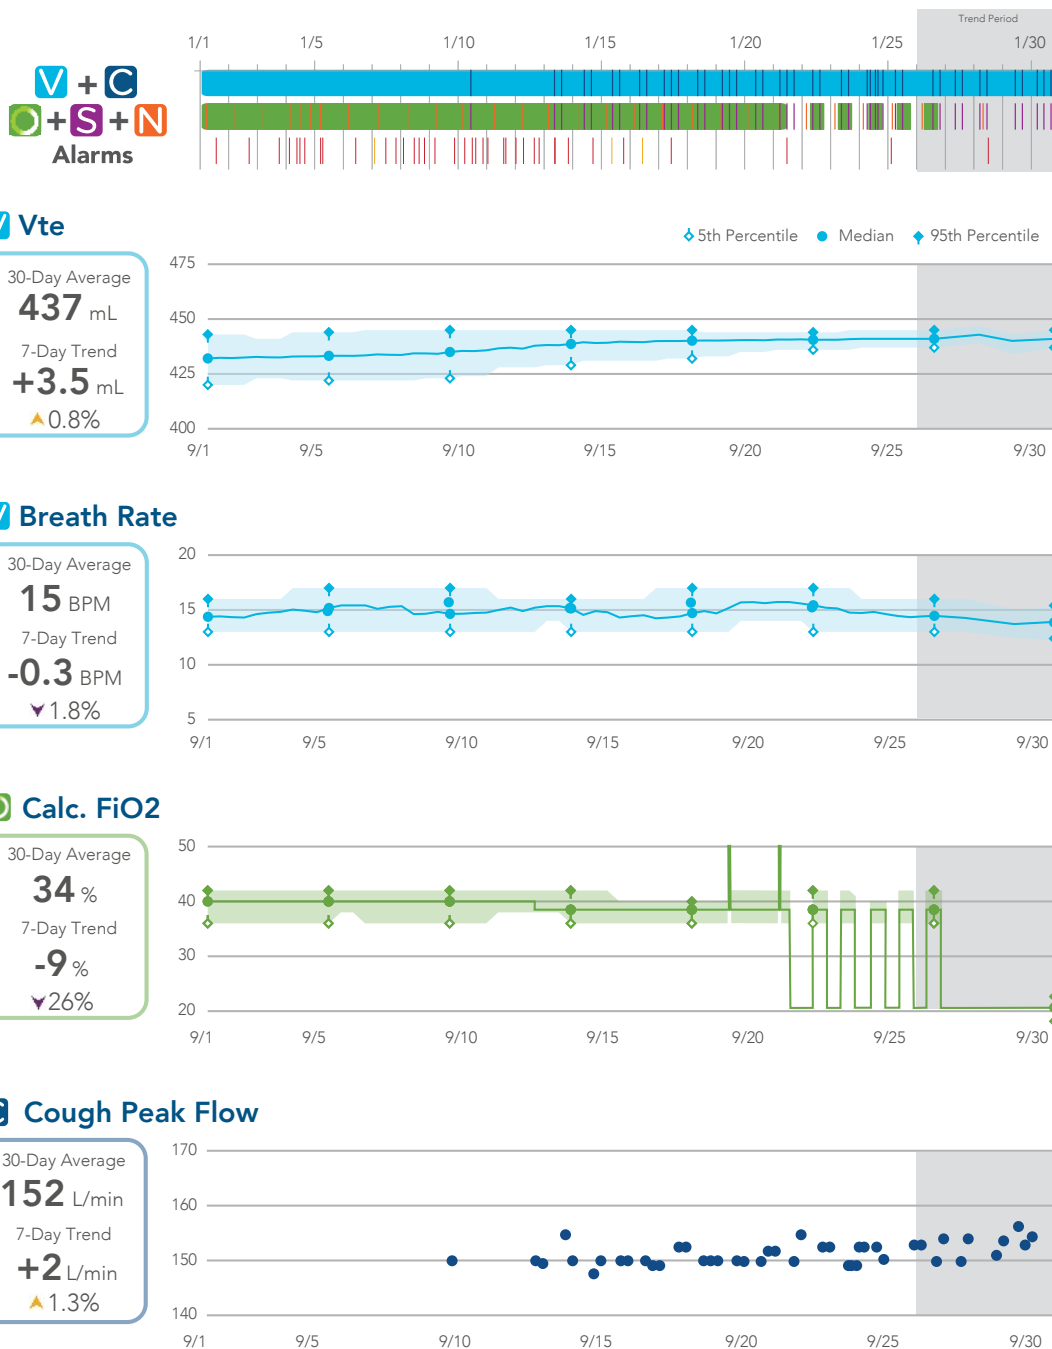 Trend Period
1/1 1/5 1/10 1/15 1/20 1/25 1/30
V + C
+ S + N
Alarms
V Vte
5th Percentile Median 95th Percentile
30-Day Average
437 mL
7-Day Trend
+3.5 mL
0.8%
475
450
425
400
9/1 9/5 9/10 9/15 9/20 9/25 9/30
V Breath Rate
30-Day Average
15 BPM
7-Day Trend
-0.3 BPM
1.8%
20
15
10
5
9/1 9/5 9/10 9/15 9/20 9/25 9/30
Calc. FiO2
30-Day Average
34 %
7-Day Trend
-9 %
26%
50
40
30
20
9/1 9/5 9/10 9/15 9/20 9/25 9/30
C Cough Peak Flow
30-Day Average
152 L/min
7-Day Trend
+2 L/min
1.3%
170
160
150
140
9/1 9/5 9/10 9/15 9/20 9/25 9/30